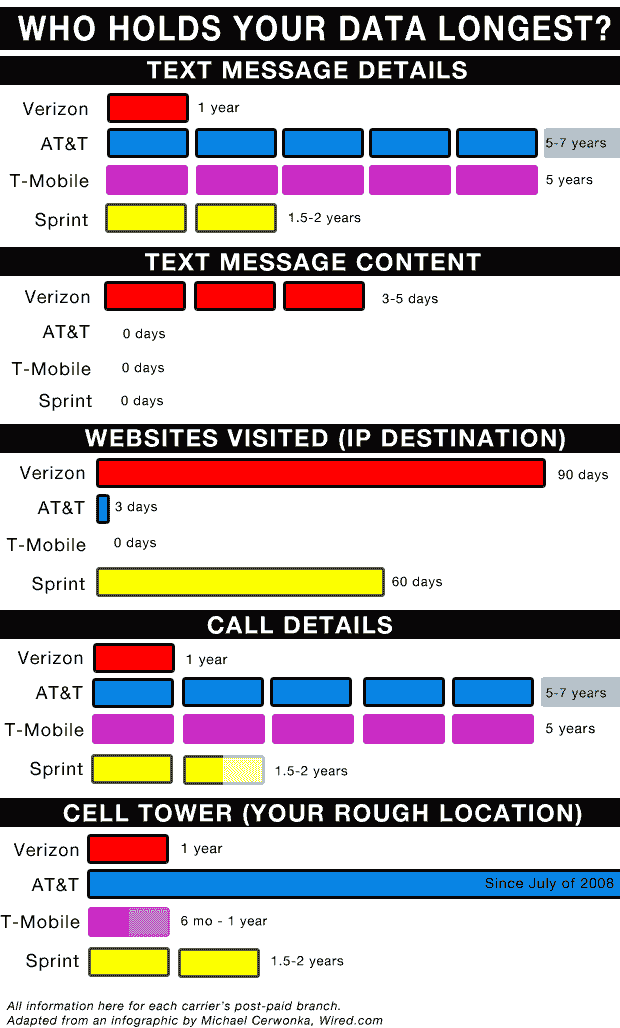 WHO HOLDS YOUR DATA LONGEST?
TEXT MESSAGE DETAILS
Verizon 1 year
AT&T 5-7 years
T-Mobile 5 years
Sprint 1.5-2 years
TEXT MESSAGE CONTENT
Verizon 3-5 days
AT&T 0 days
T-Mobile 0 days
Sprint 0 days
WEBSITES VISITED (IP DESTINATION)
Verizon 90 days
AT&T 3 days
T-Mobile 0 days
Sprint 60 days
CALL DETAILS
Verizon 1 year
AT&T 5-7 years
T-Mobile 5 years
Sprint 1.5-2 years
CELL TOWER (YOUR ROUGH LOCATION)
Verizon 1 year
AT&T Since July of 2008
T-Mobile 6 mo - 1 year
Sprint 1.5-2 years
All information here for each carrier's post-paid branch.
Adapted from an infographic by Michael Cerwonka, Wired.com